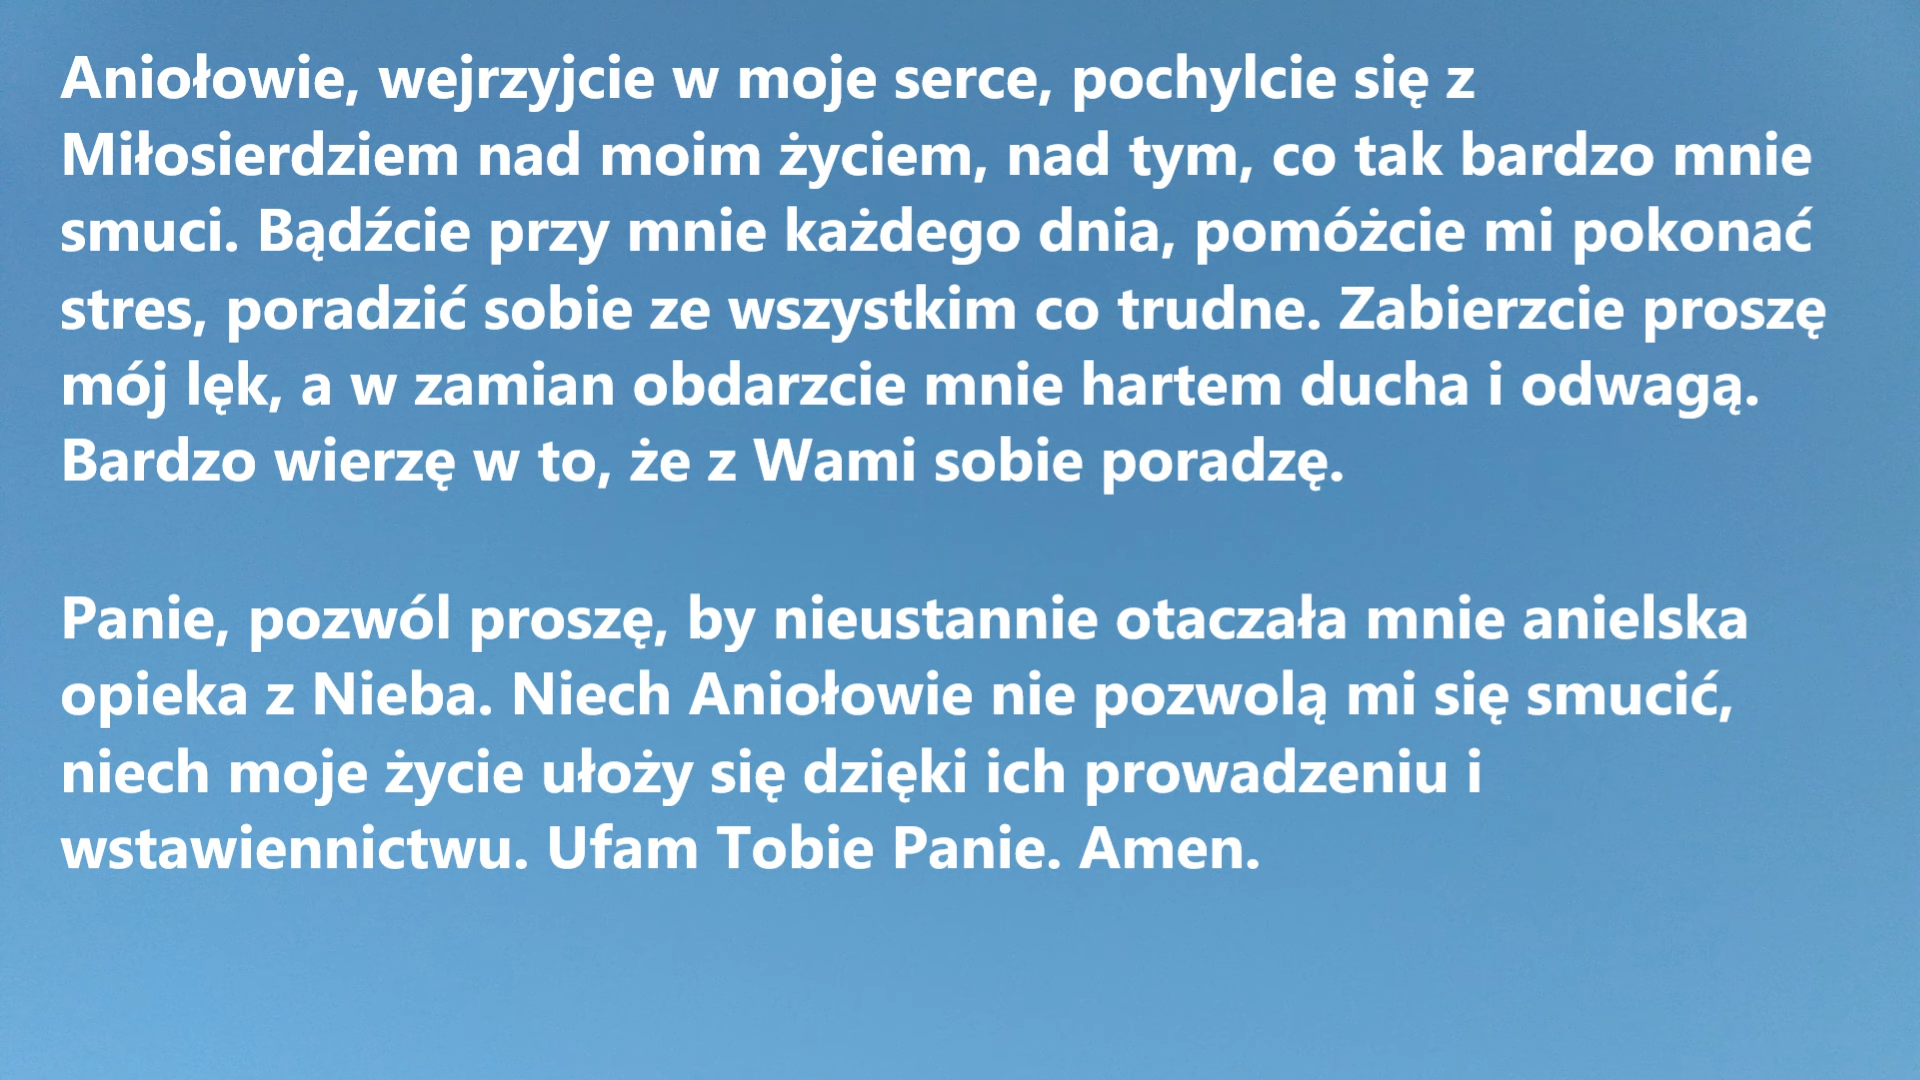 Aniołowie, wejrzyjcie w moje serce, pochylcie się z
Miłosierdziem nad moim życiem, nad tym, co tak bardzo mnie
smuci. Bądźcie przy mnie każdego dnia, pomóżcie mi pokonać
stres, poradzić sobie ze wszystkim co trudne. Zabierzcie proszę
mój lęk, a w zamian obdarzcie mnie hartem ducha i odwagą.
Bardzo wierzę w to, że z Wami sobie poradzę.
Panie, pozwól proszę, by nieustannie otaczała mnie anielska
opieka z Nieba. Niech Aniołowie nie pozwolą mi się smucić,
niech moje życie ułoży się dzięki ich prowadzeniu i
wstawiennictwu. Ufam Tobie Panie. Amen.